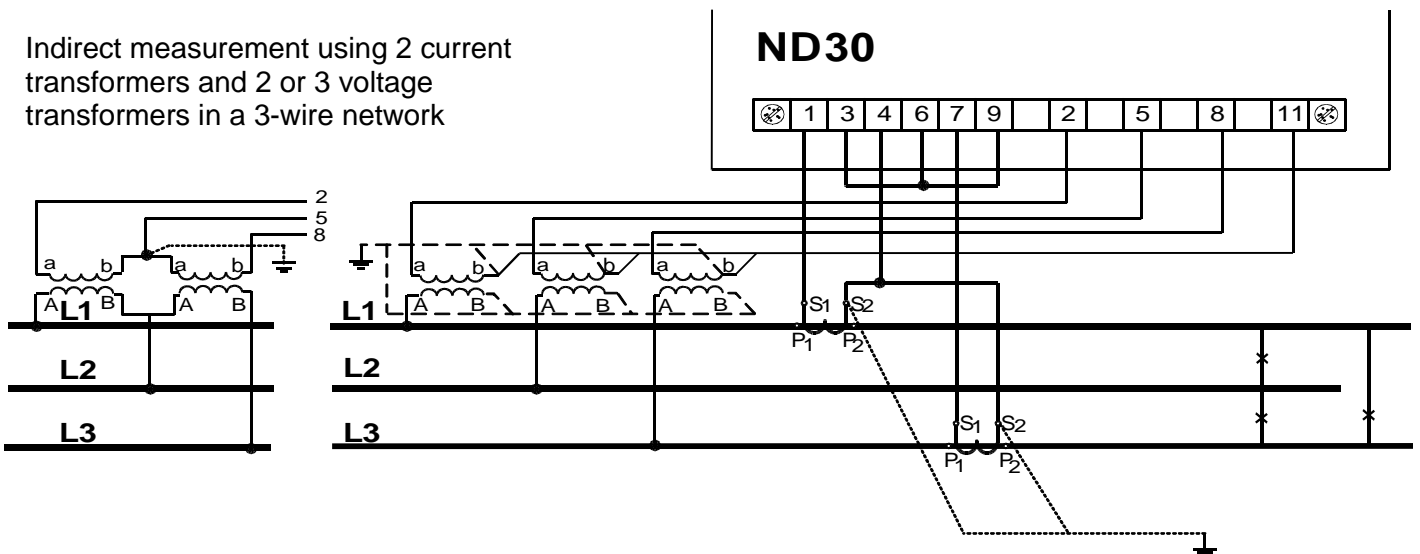 Indirect measurement using 2 current
transformers and 2 or 3 voltage
transformers in a 3-wire network
ND30
1 3 4 6 7 9 2 5 8 11
2
5
8
a b a b
A B A B
a b a b a b
A B A B A B
L1 L1
S1 S2
P1 P2
L2 L2
L3 L3
S1 S2
P1 P2